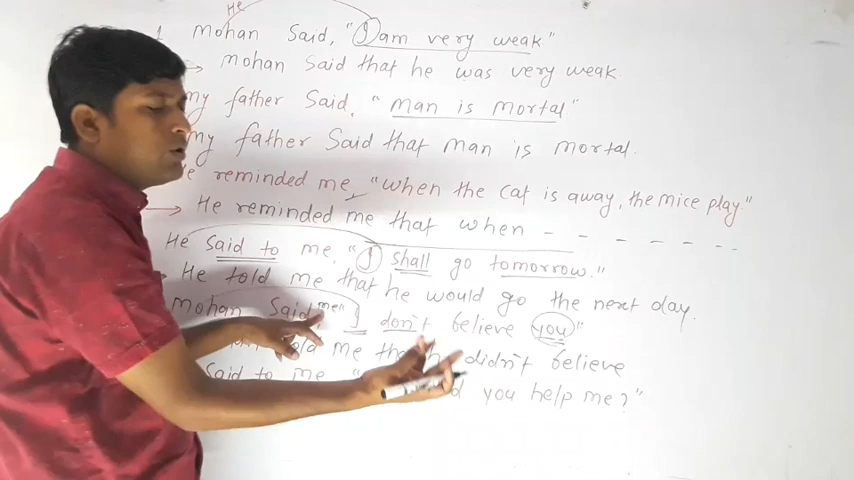 He
1 Mohan Said, "I am very weak"
→ Mohan Said that he was very weak.
my father Said, "man is mortal"
my father Said that man is mortal.
reminded me, "when the cat is away, the mice play"
→ He reminded me that when - - - - - - - -
He said to me, "I shall go tomorrow."
He told me that he would go the next day.
Mohan Said, me "I don't believe you"
told me that didn't believe
Said to me, " you help me?"